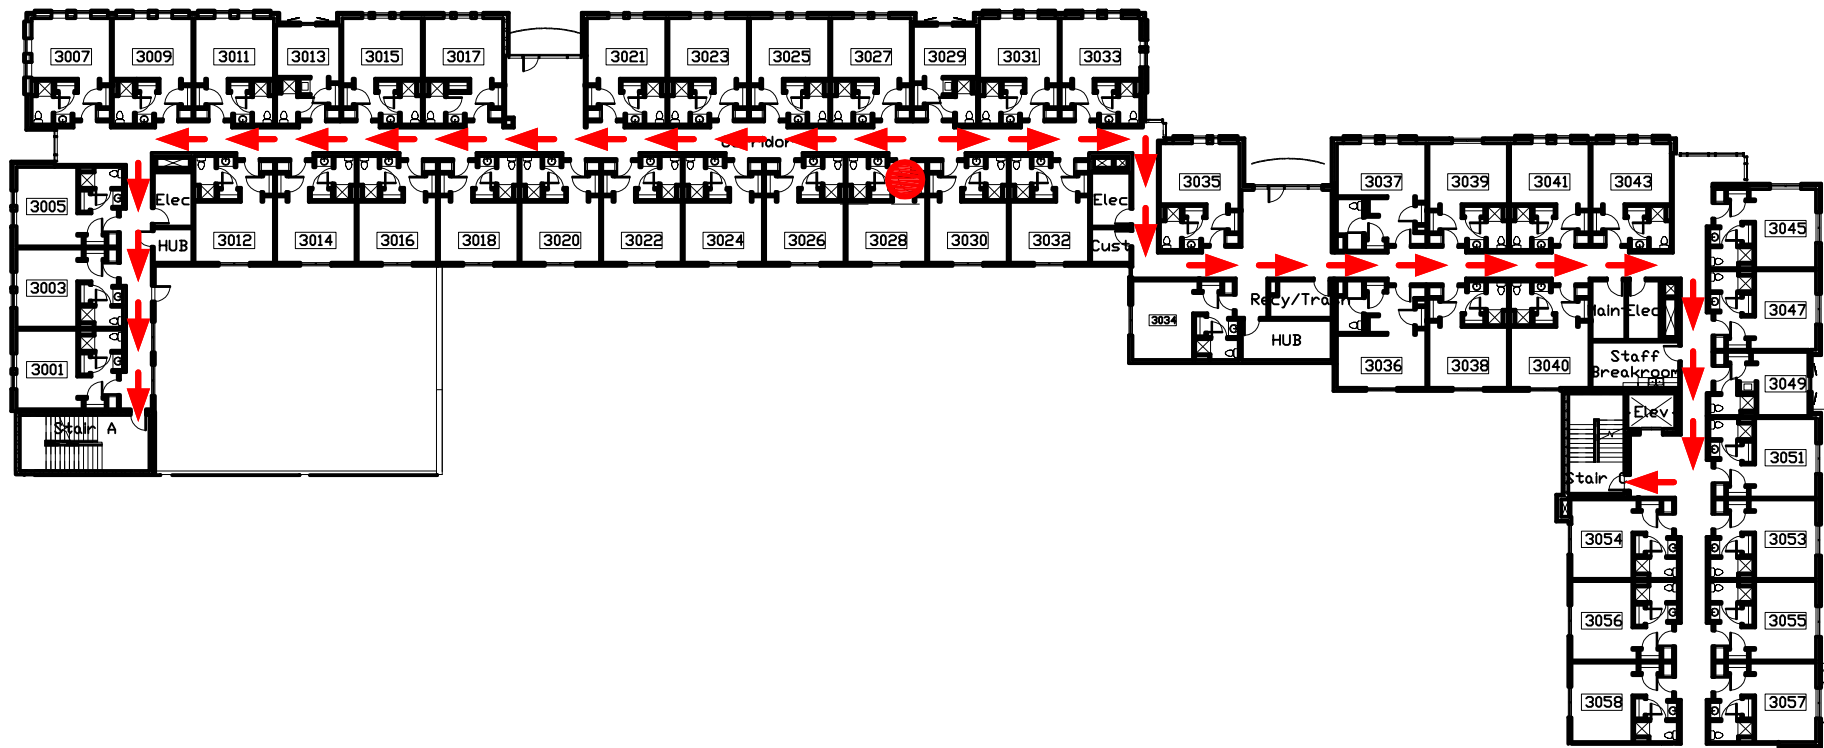 3007 3009 3011 3013 3015 3017 3021 3023 3025 3027 3029 3031 3033
3035 3037 3039 3041 3043
3005 Elec Elec
3045
HUB 3012 3014 3016 3018 3020 3022 3024 3026 3028 3030 3032 Cust
3003
Recy/Trash
3034 HUB
Elec
3047
3001
3036 3038 3040
Staff
Breakroom
3049
Stair A
Elev
3051
Stair
3054 3053
3056 3055
3058 3057